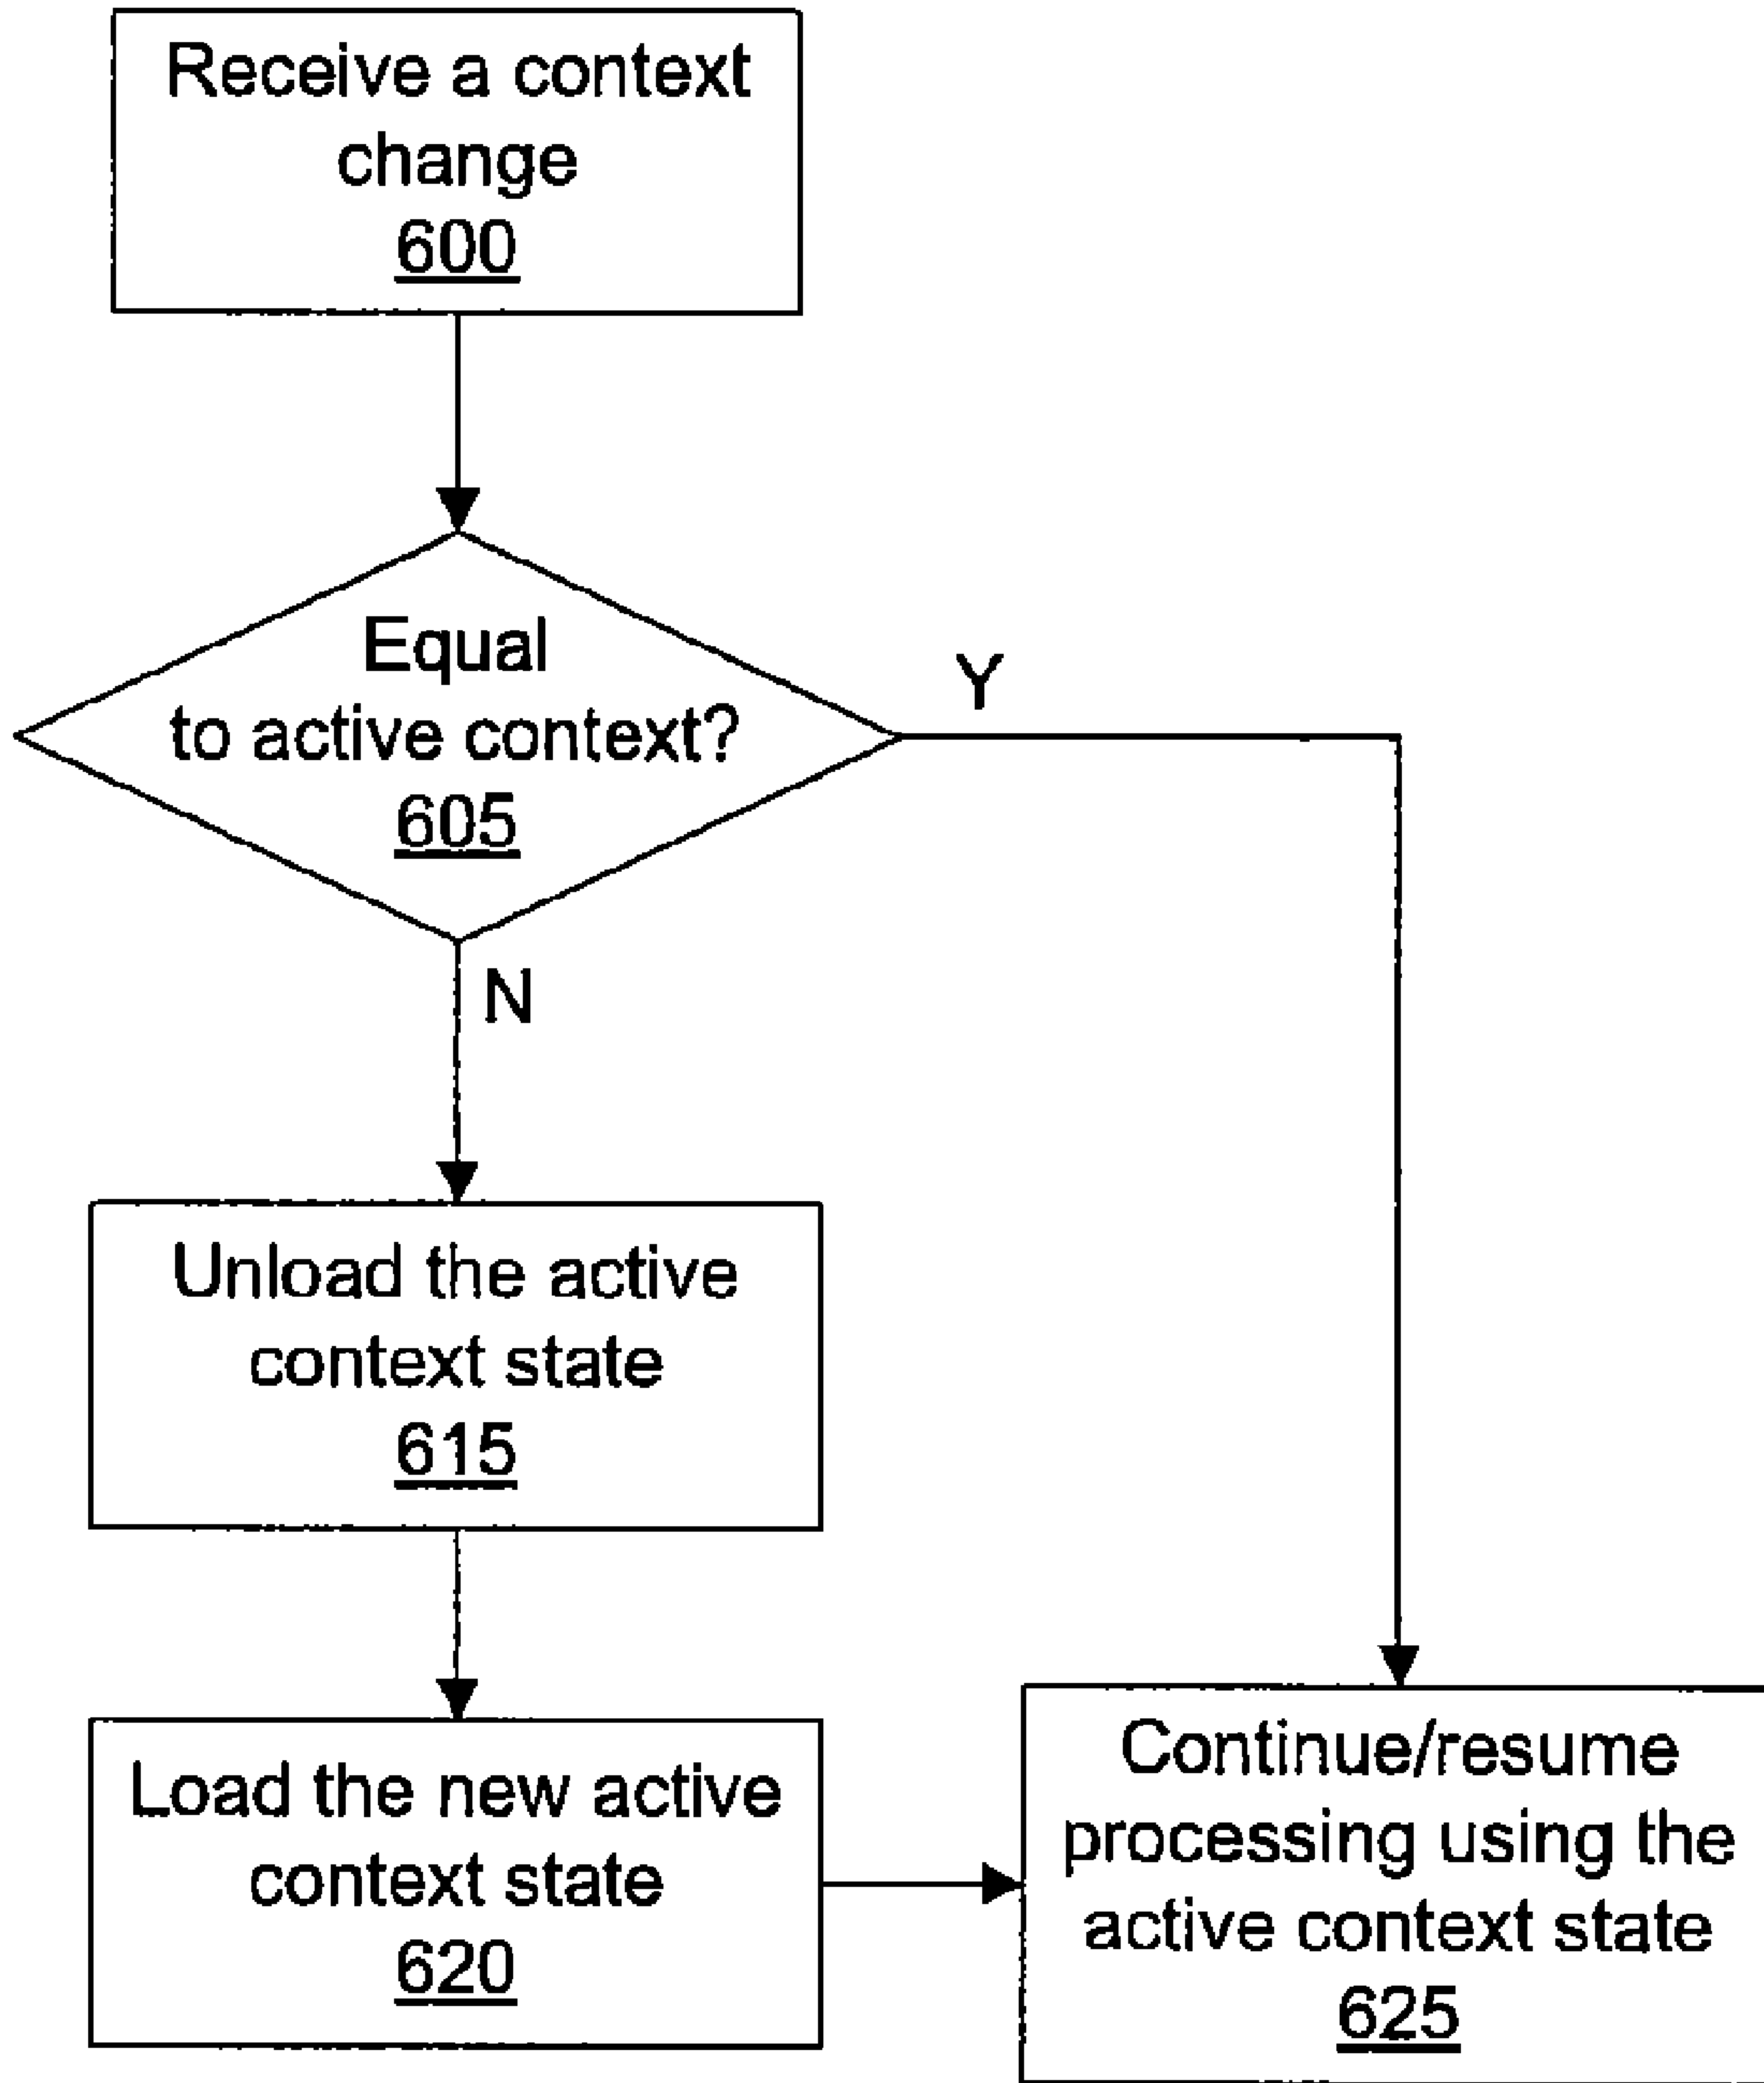 Receive a context
change
600
Equal
to active context?
605
Y
N
Unload the active
context state
615
Load the new active
context state
620
Continue/resume
processing using the
active context state
625